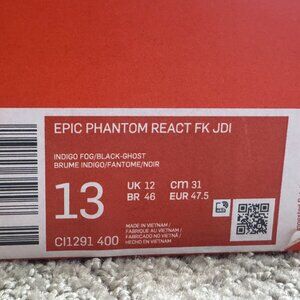 EPIC PHANTOM REACT FK JDI
INDIGO FOG/BLACK-GHOST
BRUME INDIGO/FANTOME/NOIR
13
UK 12 cm 31
BR 46 EUR 47.5
CI1291 400
MADE IN VIETNAM /
FABRIQUE AU VIETNAM /
FABRICADO NO VIETNÃ /
HECHO EN VIETNAM